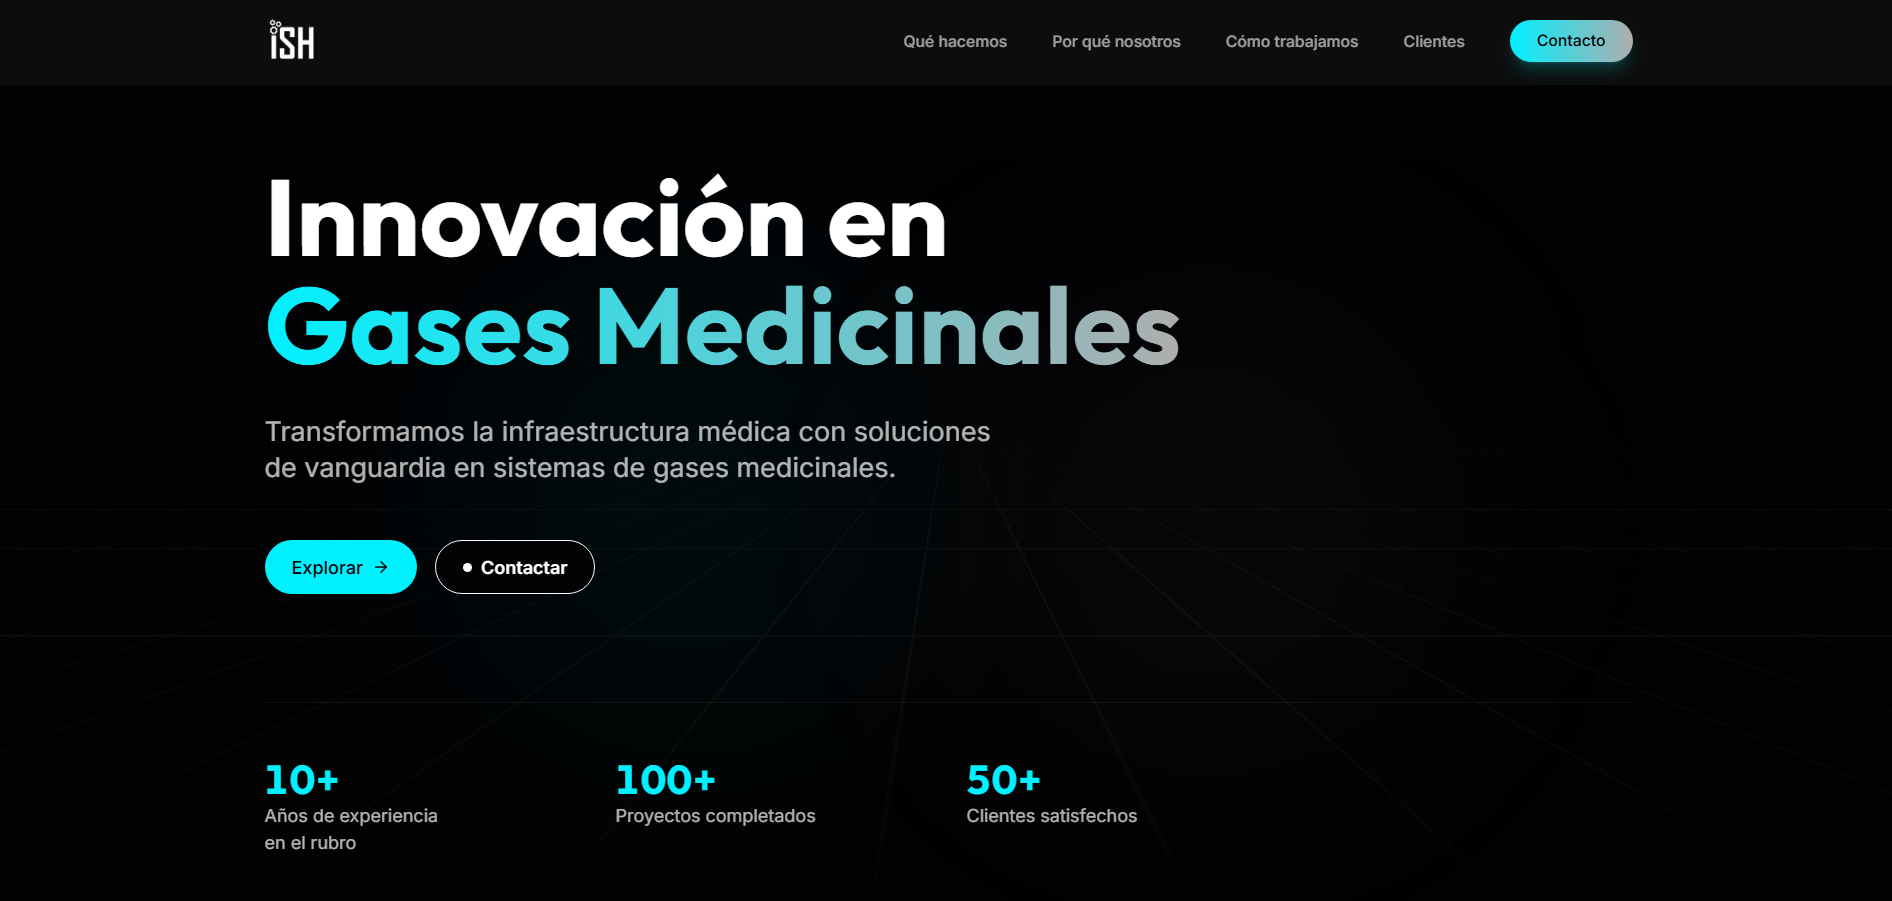 iSH
Qué hacemos
Por qué nosotros
Cómo trabajamos
Clientes
Contacto
Innovación en
Gases Medicinales
Transformamos la infraestructura médica con soluciones
de vanguardia en sistemas de gases medicinales.
Explorar →
Contactar
10+
Años de experiencia
en el rubro
100+
Proyectos completados
50+
Clientes satisfechos